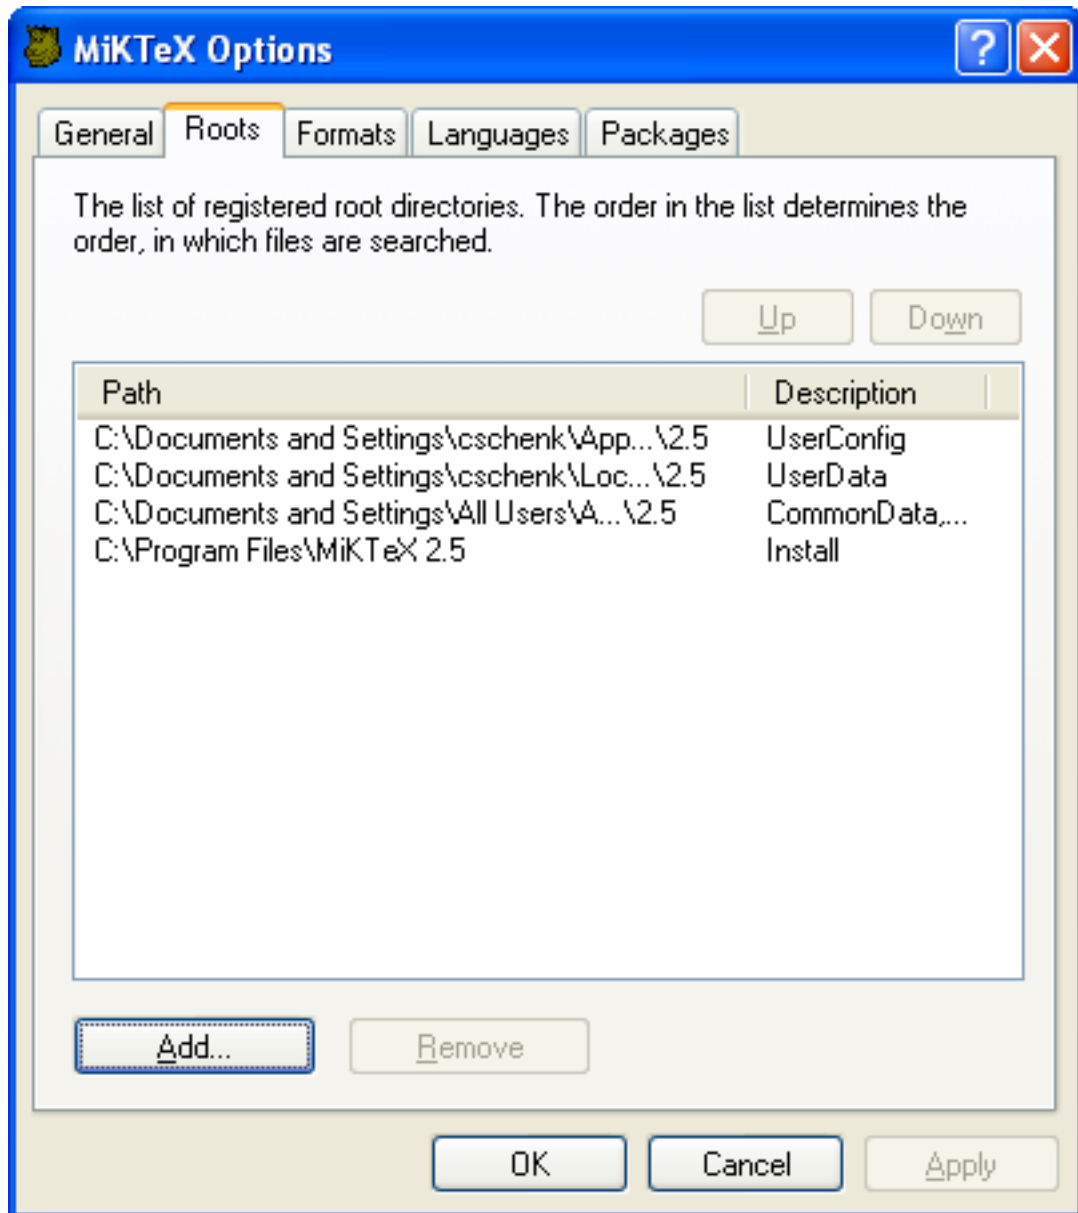 MiKTeX Options
General Roots Formats Languages Packages
The list of registered root directories. The order in the list determines the
order, in which files are searched.
Up Down
Path Description
C:\Documents and Settings\cschenk\App...\2.5 UserConfig
C:\Documents and Settings\cschenk\Loc...\2.5 UserData
C:\Documents and Settings\All Users\A...\2.5 CommonData,...
C:\Program Files\MiKTeX 2.5 Install
Add... Remove
OK Cancel Apply